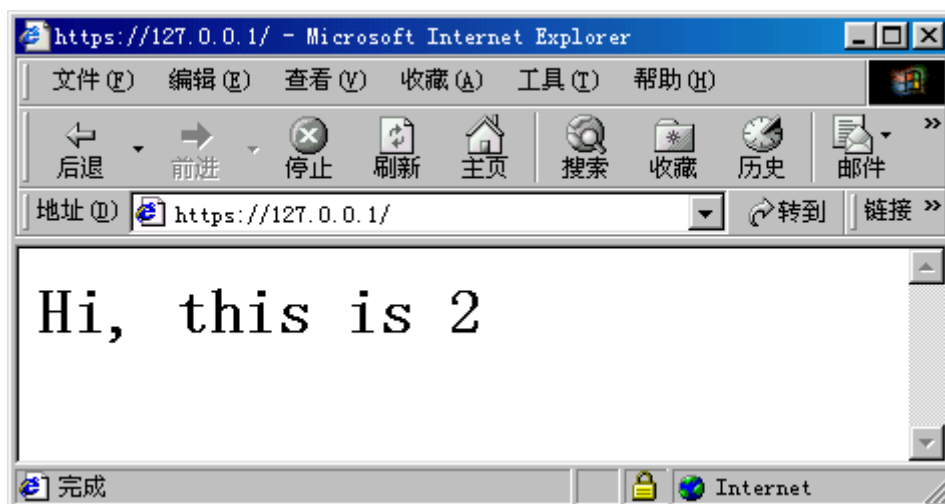 https://127.0.0.1/ - Microsoft Internet Explorer
文件(F) 编辑(E) 查看(V) 收藏(A) 工具(T) 帮助(H)
后退 前进 停止 刷新 主页 搜索 收藏 历史 邮件 »
地址(D) https://127.0.0.1/ 转到 链接 »
Hi, this is 2
完成 Internet